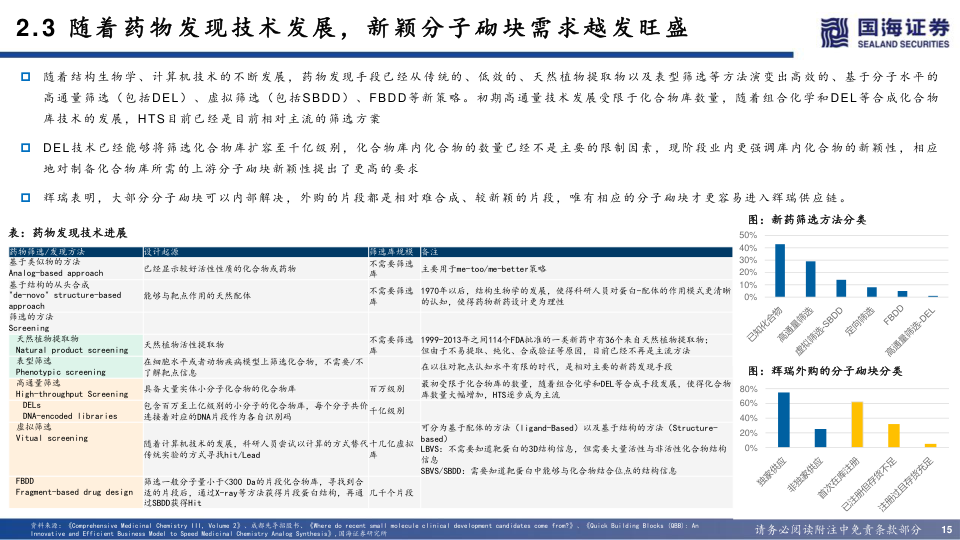 2.3 随着药物发现技术发展，新颖分子砌块需求越发旺盛
国海证券
SEALAND SECURITIES
随着结构生物学、计算机技术的不断发展，药物发现手段已经从传统的、低效的、天然植物提取物以及表型筛选等方法演变出高效的、基于分子水平的
高通量筛选（包括DEL）、虚拟筛选（包括SBDD）、FBDD等新策略。初期高通量技术发展受限于化合物库数量，随着组合化学和DEL等合成化合物
库技术的发展，HTS目前已经是目前相对主流的筛选方案
DEL技术已经能够将筛选化合物库扩容至千亿级别，化合物库内化合物的数量已经不是主要的限制因素，现阶段业内更强调库内化合物的新颖性，相应
地对制备化合物库所需的上游分子砌块新颖性提出了更高的要求
辉瑞表明，大部分分子砌块可以内部解决，外购的片段都是相对难合成、较新颖的片段，唯有相应的分子砌块才更容易进入辉瑞供应链。
表：药物发现技术进展
药物筛选/发现方法 设计起源 筛选库规模 备注
基于类似物的方法
Analog-based approach
已经显示较好活性性质的化合物或药物
不需要筛选
库
主要用于me-too/me-better策略
基于结构的从头合成
"de-novo" structure-based
approach
能够与靶点作用的天然配体
不需要筛选
库
1970年以后，结构生物学的发展，使得科研人员对蛋白-配体的作用模式更清晰
的认知，使得药物新药设计更为理性
筛选的方法
Screening
天然植物提取物
Natural product screening
天然植物活性提取物
不需要筛选
库
1999-2013年之间114个FDA批准的一类新药中有36个来自天然植物提取物；
但由于不易提取、纯化、合成验证等原因，目前已经不再是主流方法
表型筛选
Phenotypic screening
在细胞水平或者动物疾病模型上筛选化合物，不需要/不
了解靶点信息
在以往对靶点认知水平有限的时代，是相对主要的新药发现手段
高通量筛选
High-throughput Screening
具备大量实体小分子化合物的化合物库
百万级别
最初受限于化合物库的数量，随着组合化学和DEL等合成手段发展，使得化合物
库数量大幅增加，HTS逐步成为主流
DELs
DNA-encoded libraries
包含百万至上亿级别的小分子的化合物库，每个分子共价
连接着对应的DNA片段作为各自识别码
千亿级别
虚拟筛选
Vitual screening
随着计算机技术的发展，科研人员尝试以计算的方式替代
传统实验的方式寻找hit/Lead
十几亿虚拟
库
可分为基于配体的方法（ligand-Based）以及基于结构的方法（Structure-
based）
LBVS：不需要知道靶蛋白的3D结构信息，但需要大量活性与非活性化合物结构
信息
SBVS/SBDD：需要知道靶蛋白中能够与化合物结合位点的结构信息
FBDD
Fragment-based drug design
筛选一般分子量小于<300 Da的片段化合物库，寻找到合
适的片段后，通过X-ray等方法获得片段蛋白结构，再通
过SBDD获得Hit
几千个片段
图：新药筛选方法分类
50%
40%
30%
20%
10%
0%
已知化合物
高通量筛选
虚拟筛选-SBDD
定向筛选
FBDD
高通量筛选-DEL
图：辉瑞外购的分子砌块分类
80%
60%
40%
20%
0%
独家供应
非独家供应
首次在库注册
已注册但存货不足
注册过且存货充足
资料来源：《Comprehensive Medicinal Chemistry III, Volume 2》、成都先导招股书、《Where do recent small molecule clinical development candidates come from?》、《Quick Building Blocks (QBB): An
Innovative and Efficient Business Model to Speed Medicinal Chemistry Analog Synthesis》,国海证券研究所
请务必阅读附注中免责条款部分
15